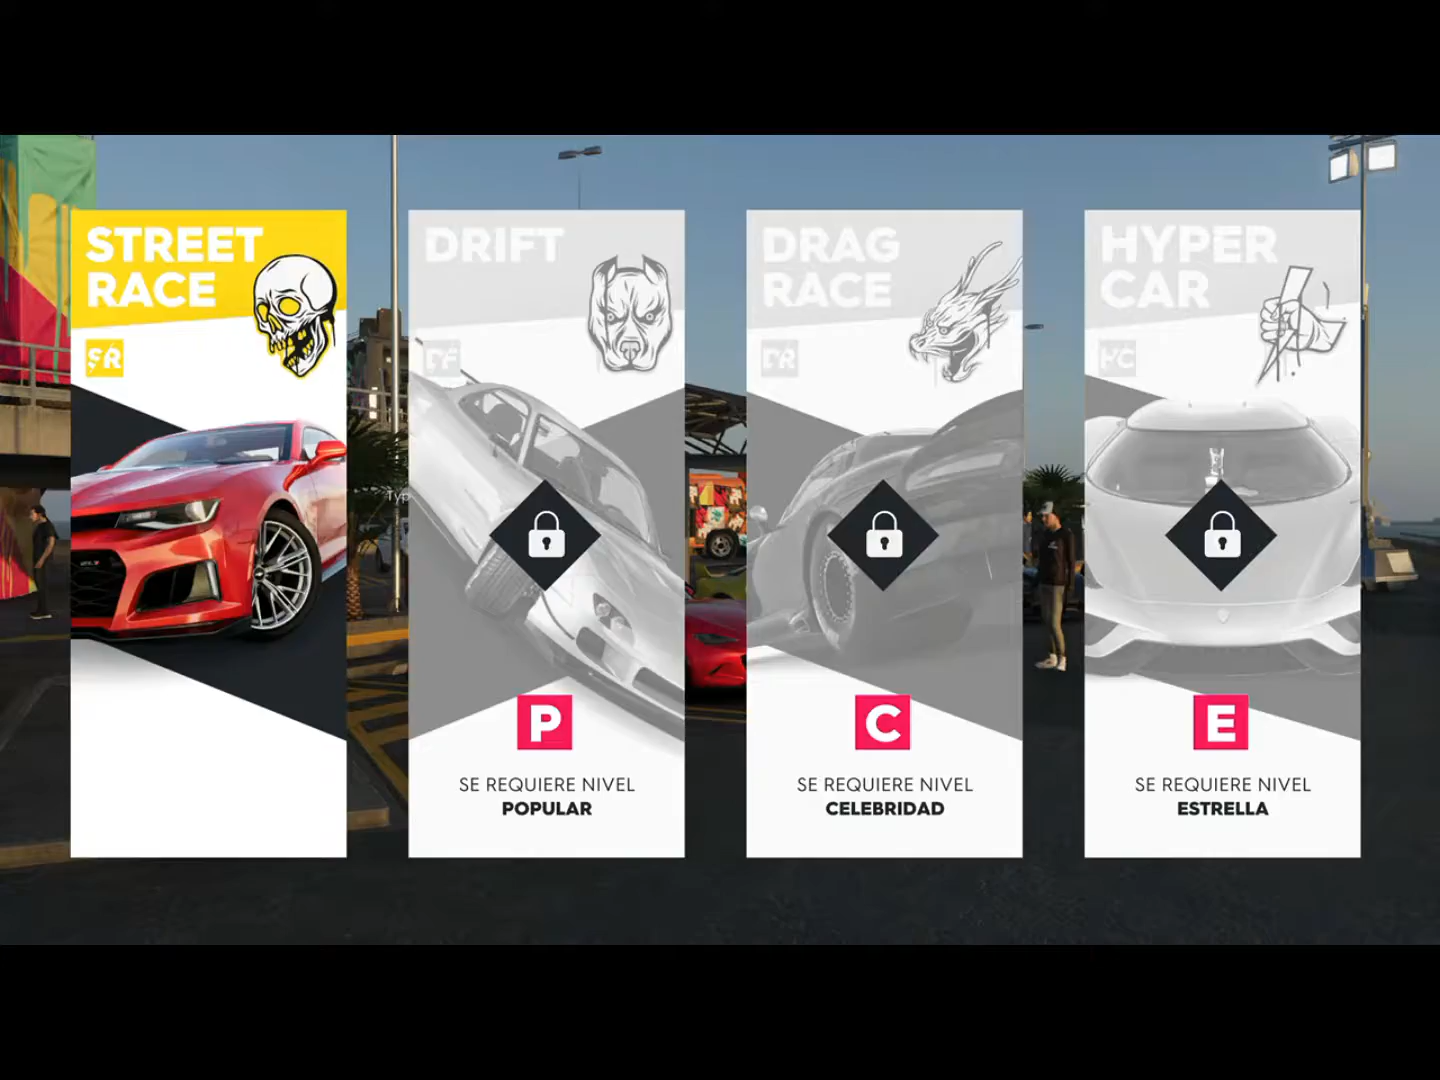 STREET
RACE
SR
DRIFT
DF
P
SE REQUIERE NIVEL
POPULAR
DRAG
RACE
DR
C
SE REQUIERE NIVEL
CELEBRIDAD
HYPER
CAR
HC
E
SE REQUIERE NIVEL
ESTRELLA
Typ